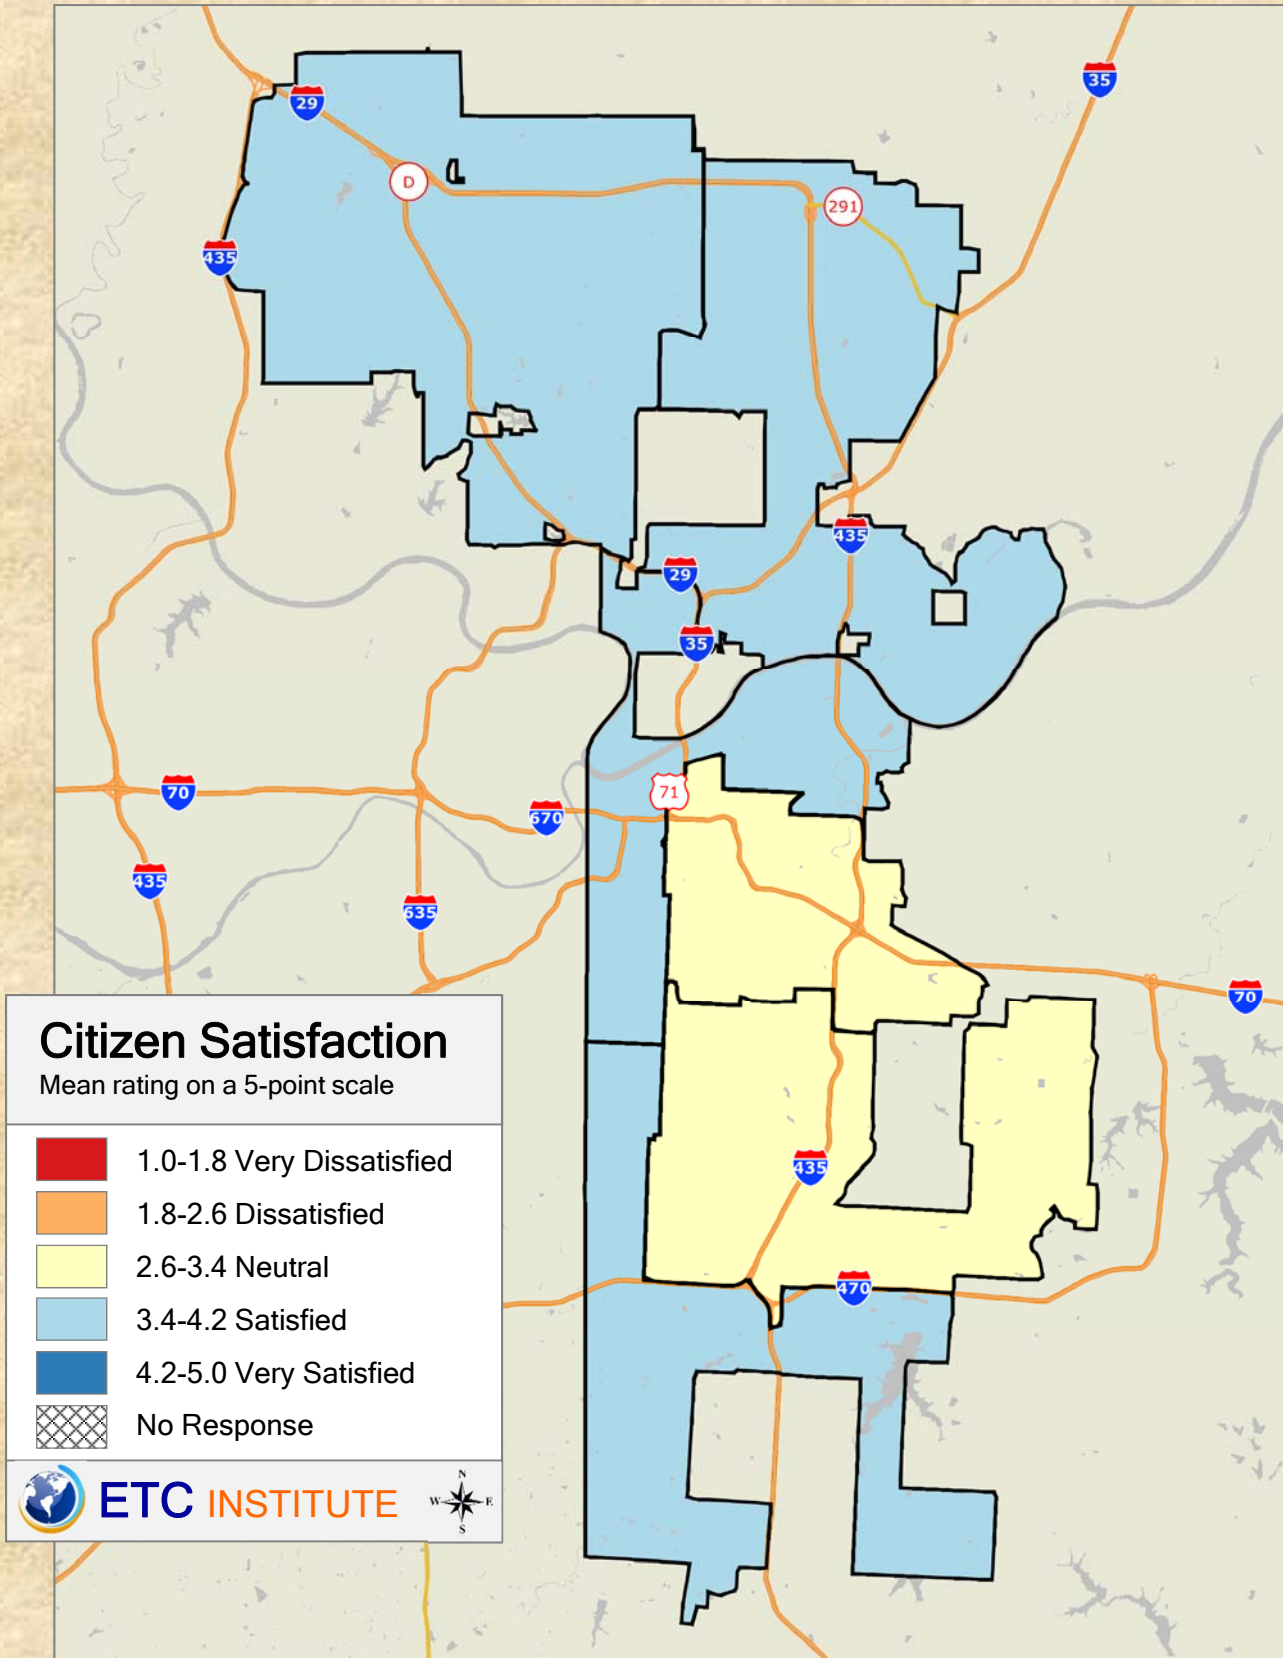 29
35
D
291
435
435
29
35
70
71
670
435
635
70
435
470
Citizen Satisfaction
Mean rating on a 5-point scale
1.0-1.8 Very Dissatisfied
1.8-2.6 Dissatisfied
2.6-3.4 Neutral
3.4-4.2 Satisfied
4.2-5.0 Very Satisfied
No Response
ETC INSTITUTE
N
W E
S